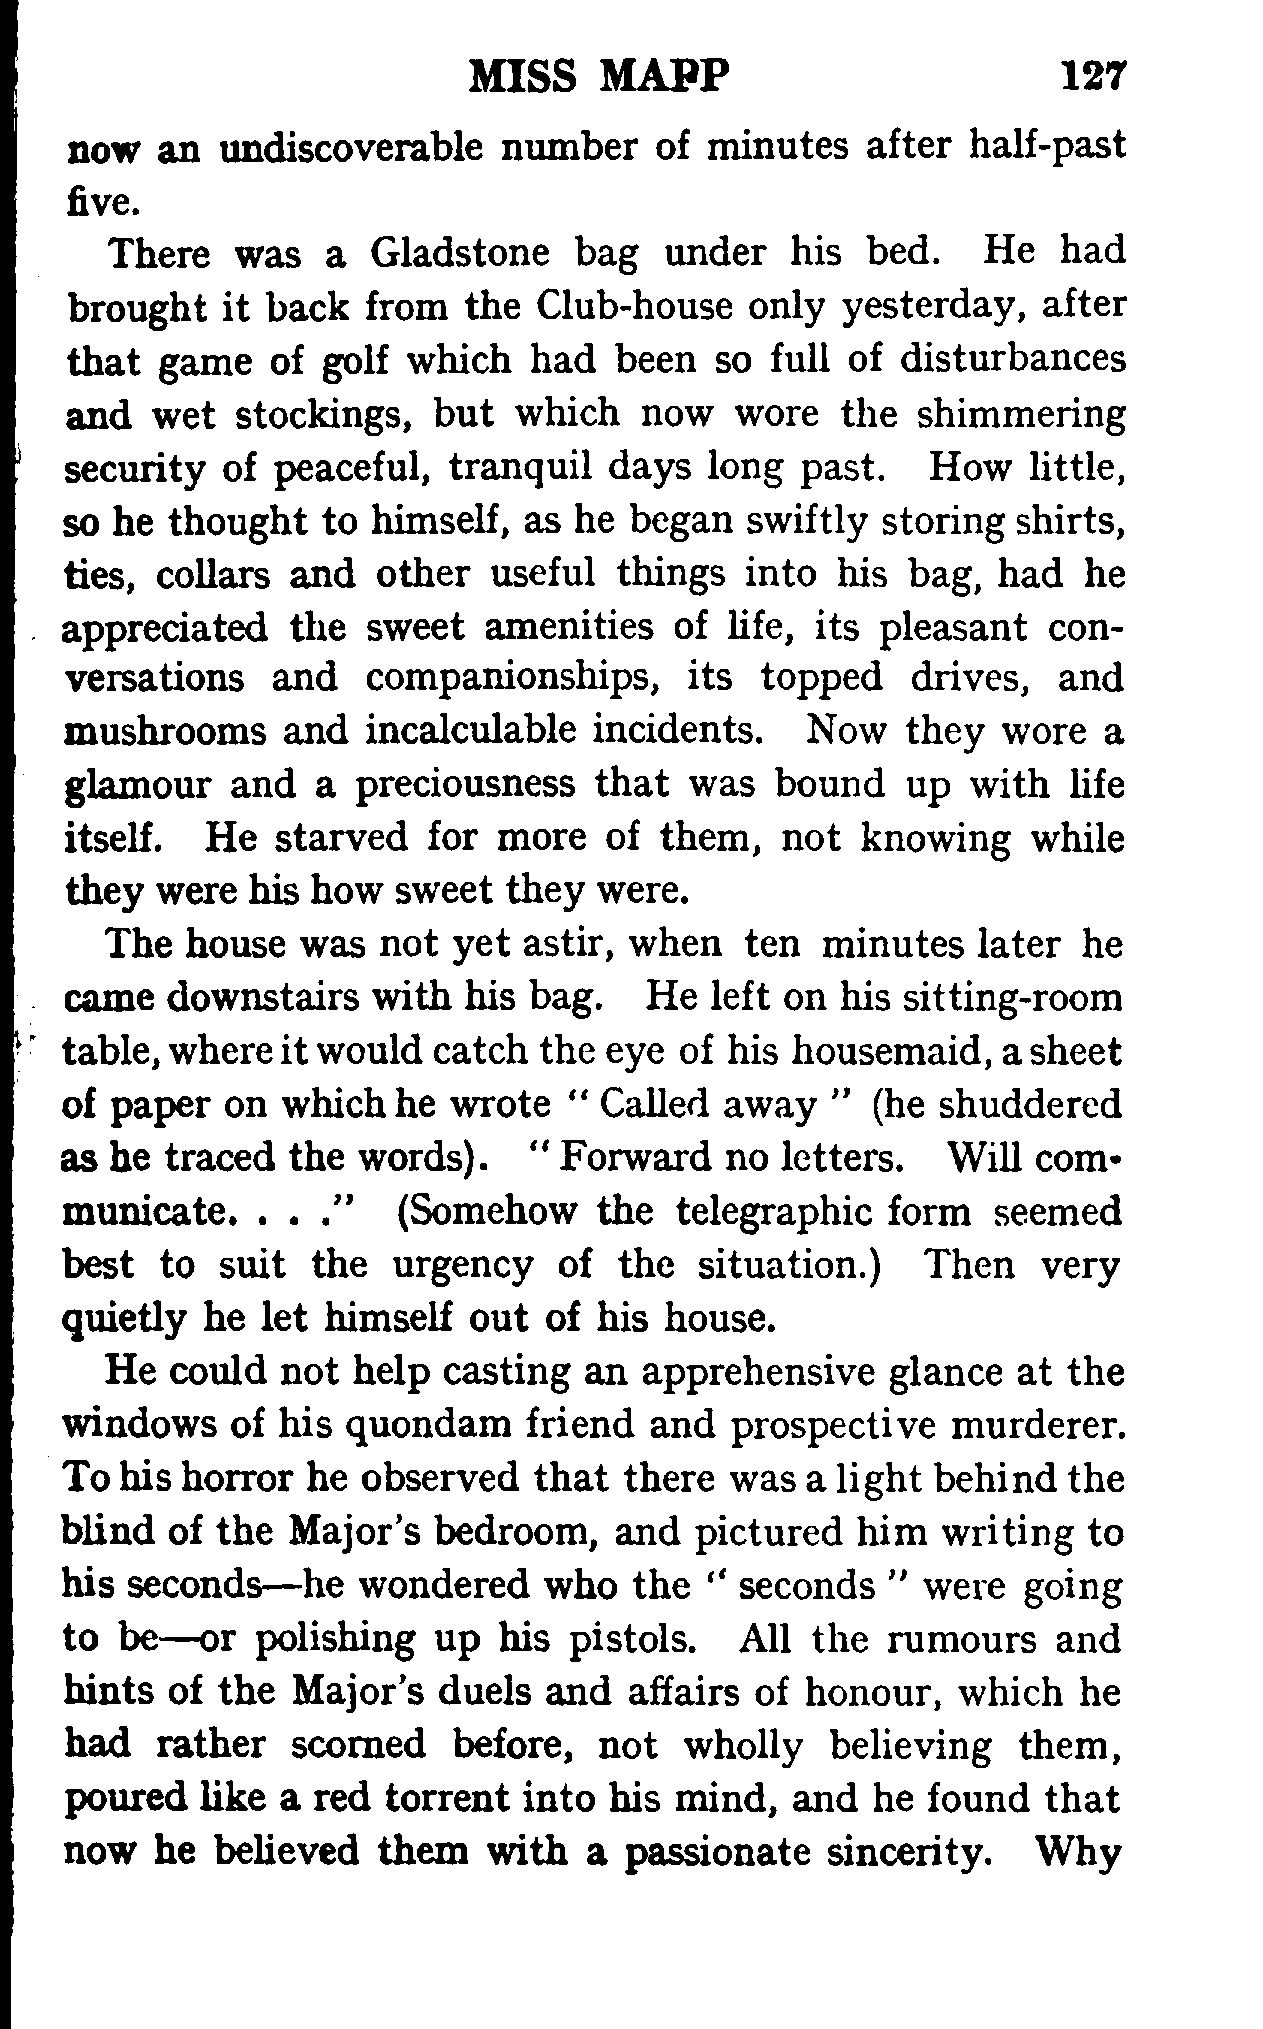 MISS MAPP 127
now an undiscoverable number of minutes after half-past
five.
There was a Gladstone bag under his bed. He had
brought it back from the Club-house only yesterday, after
that game of golf which had been so full of disturbances
and wet stockings, but which now wore the shimmering
security of peaceful, tranquil days long past. How little,
so he thought to himself, as he began swiftly storing shirts,
ties, collars and other useful things into his bag, had he
appreciated the sweet amenities of life, its pleasant con-
versations and companionships, its topped drives, and
mushrooms and incalculable incidents. Now they wore a
glamour and a preciousness that was bound up with life
itself. He starved for more of them, not knowing while
they were his how sweet they were.
The house was not yet astir, when ten minutes later he
came downstairs with his bag. He left on his sitting-room
table, where it would catch the eye of his housemaid, a sheet
of paper on which he wrote " Called away " (he shuddered
as he traced the words). " Forward no letters. Will com-
municate. . . ." (Somehow the telegraphic form seemed
best to suit the urgency of the situation.) Then very
quietly he let himself out of his house.
He could not help casting an apprehensive glance at the
windows of his quondam friend and prospective murderer.
To his horror he observed that there was a light behind the
blind of the Major's bedroom, and pictured him writing to
his seconds—he wondered who the " seconds " were going
to be—or polishing up his pistols. All the rumours and
hints of the Major's duels and affairs of honour, which he
had rather scorned before, not wholly believing them,
poured like a red torrent into his mind, and he found that
now he believed them with a passionate sincerity. Why